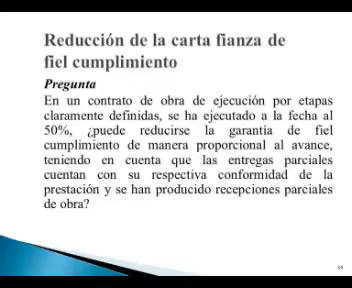 Reducción de la carta fianza de
fiel cumplimiento
Pregunta
En un contrato de obra de ejecución por etapas
claramente definidas, se ha ejecutado a la fecha al
50%, ¿puede reducirse la garantía de fiel
cumplimiento de manera proporcional al avance,
teniendo en cuenta que las entregas parciales
cuentan con su respectiva conformidad de la
prestación y se han producido recepciones parciales
de obra?